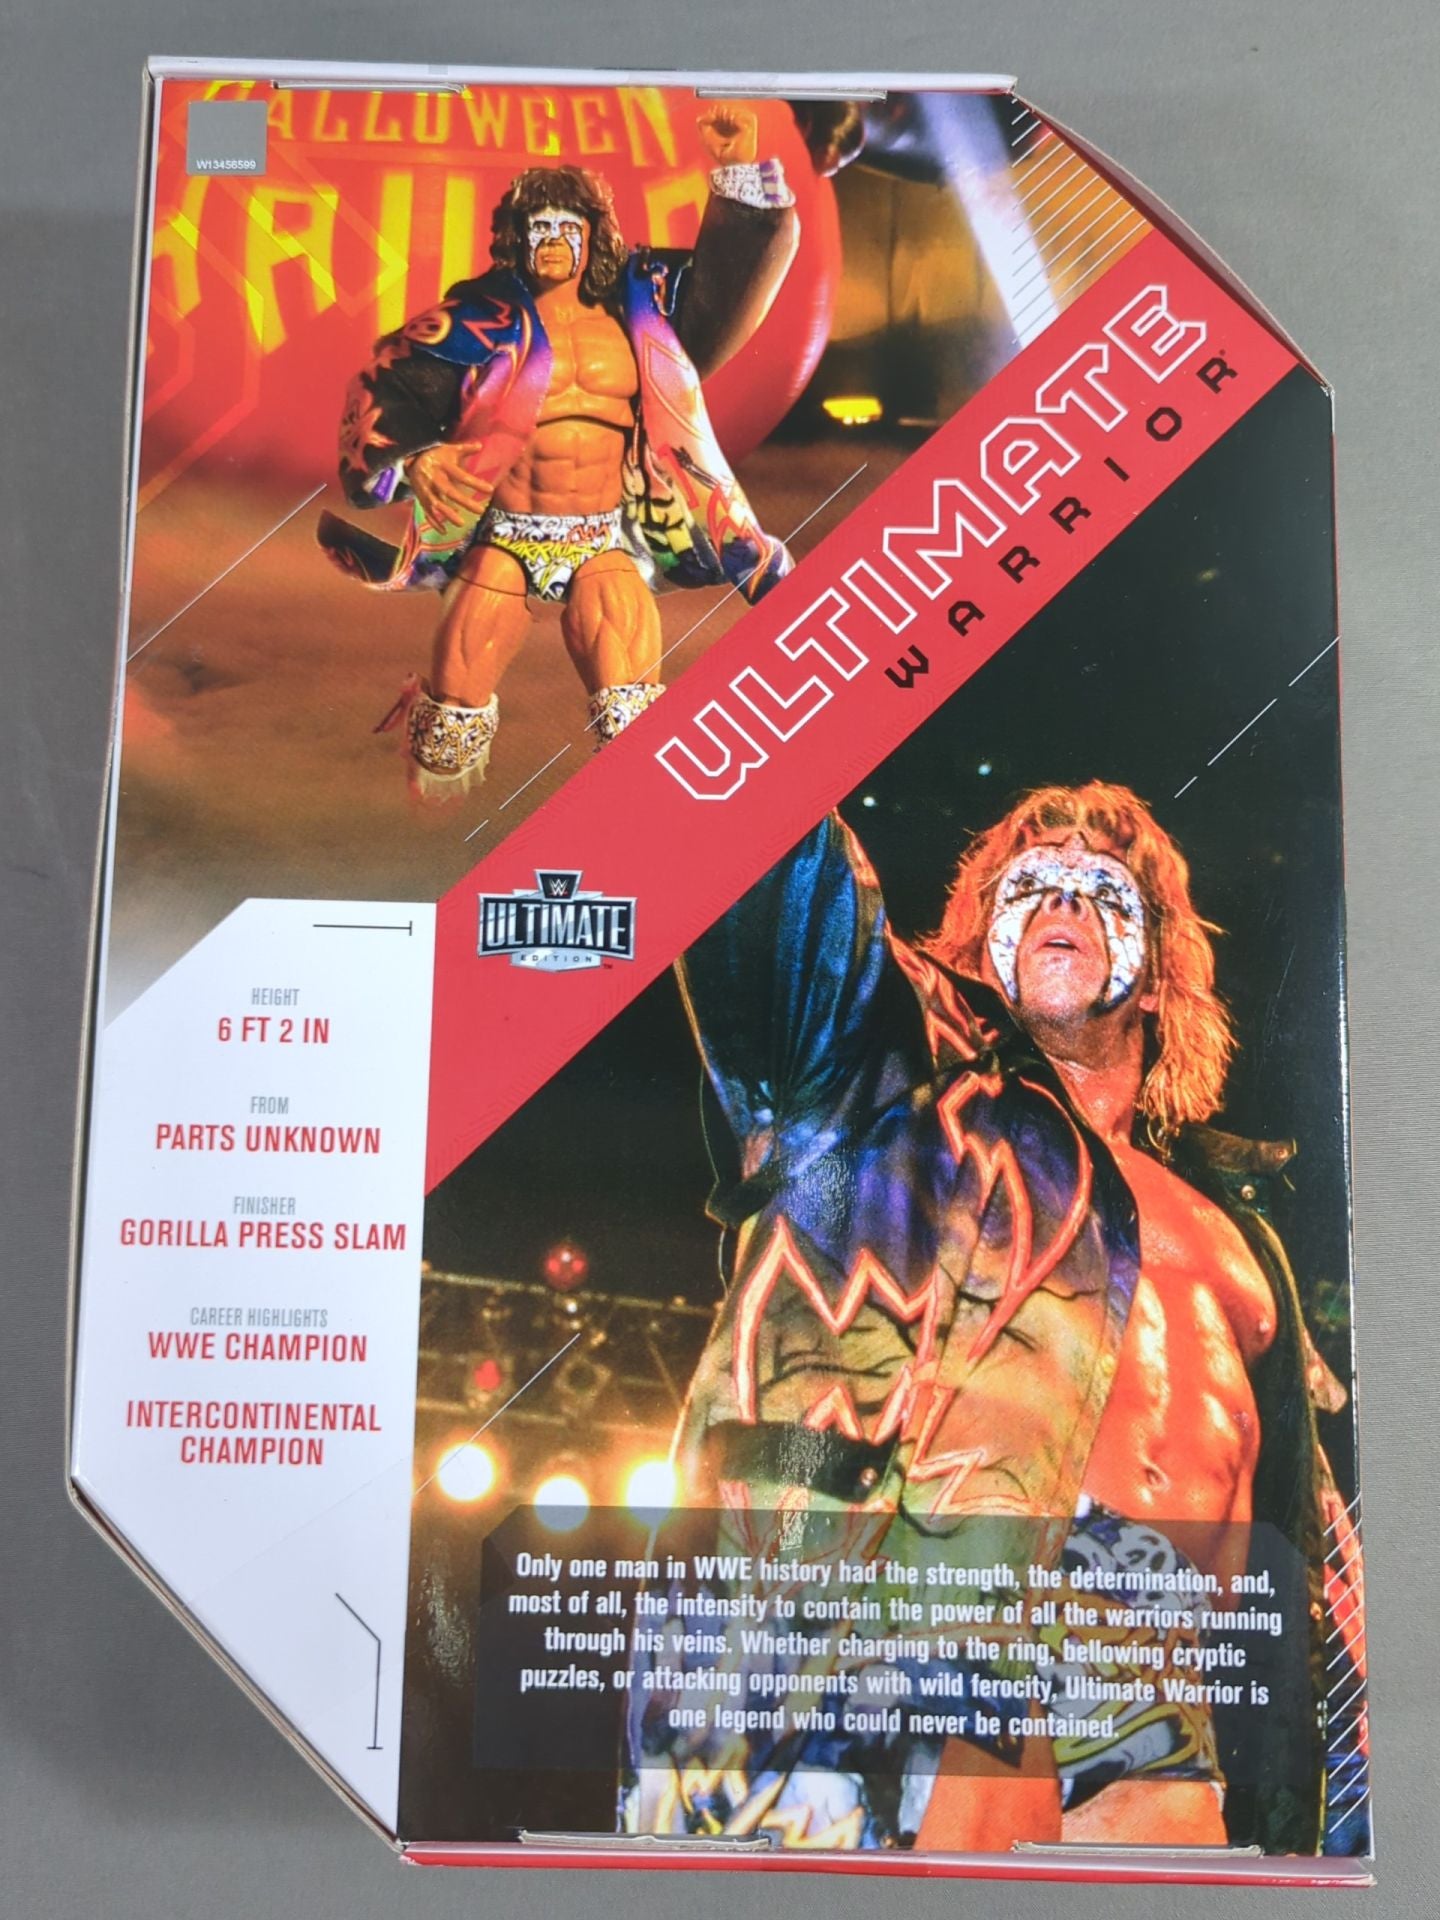 HALLOWEEN
W13456599
ULTIMATE
WARRIOR
W
ULTIMATE
EDITION™
HEIGHT
6 FT 2 IN
FROM
PARTS UNKNOWN
FINISHER
GORILLA PRESS SLAM
CAREER HIGHLIGHTS
WWE CHAMPION
INTERCONTINENTAL
CHAMPION
Only one man in WWE history had the strength, the determination, and,
most of all, the intensity to contain the power of all the warriors running
through his veins. Whether charging to the ring, bellowing cryptic
puzzles, or attacking opponents with wild ferocity, Ultimate Warrior is
one legend who could never be contained.